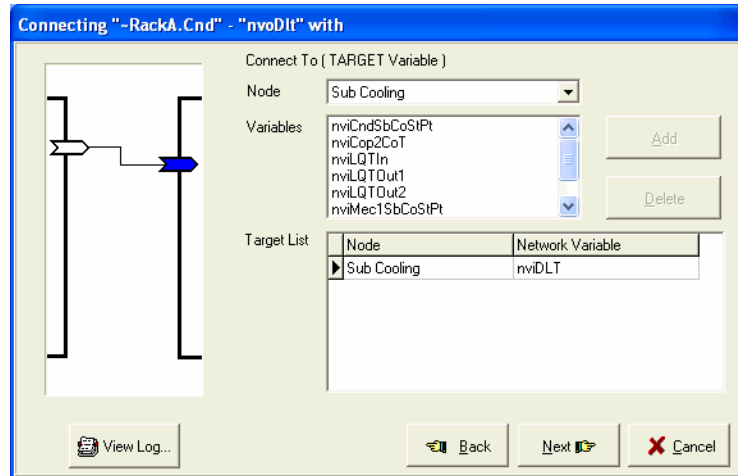 Connecting "~RackA.Cnd" - "nvoDlt" with
Connect To ( TARGET Variable )
Node
Sub Cooling
Variables
nviCndSbCoStPt
nviCop2CoT
nviLQTIn
nviLQTOut1
nviLQTOut2
nviMec1SbCoStPt
Add
Delete
Target List
Node Network Variable
Sub Cooling nviDLT
View Log...
Back
Next
Cancel